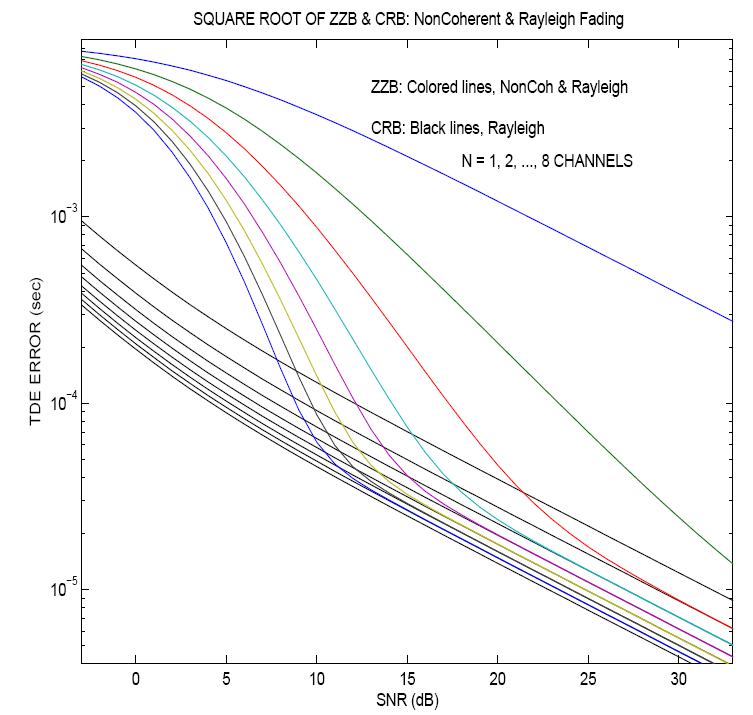 SQUARE ROOT OF ZZB & CRB: NonCoherent & Rayleigh Fading
ZZB: Colored lines, NonCoh & Rayleigh
CRB: Black lines, Rayleigh
N = 1, 2, ..., 8 CHANNELS
TDE ERROR (sec)
10^-3
10^-4
10^-5
0 5 10 15 20 25 30
SNR (dB)